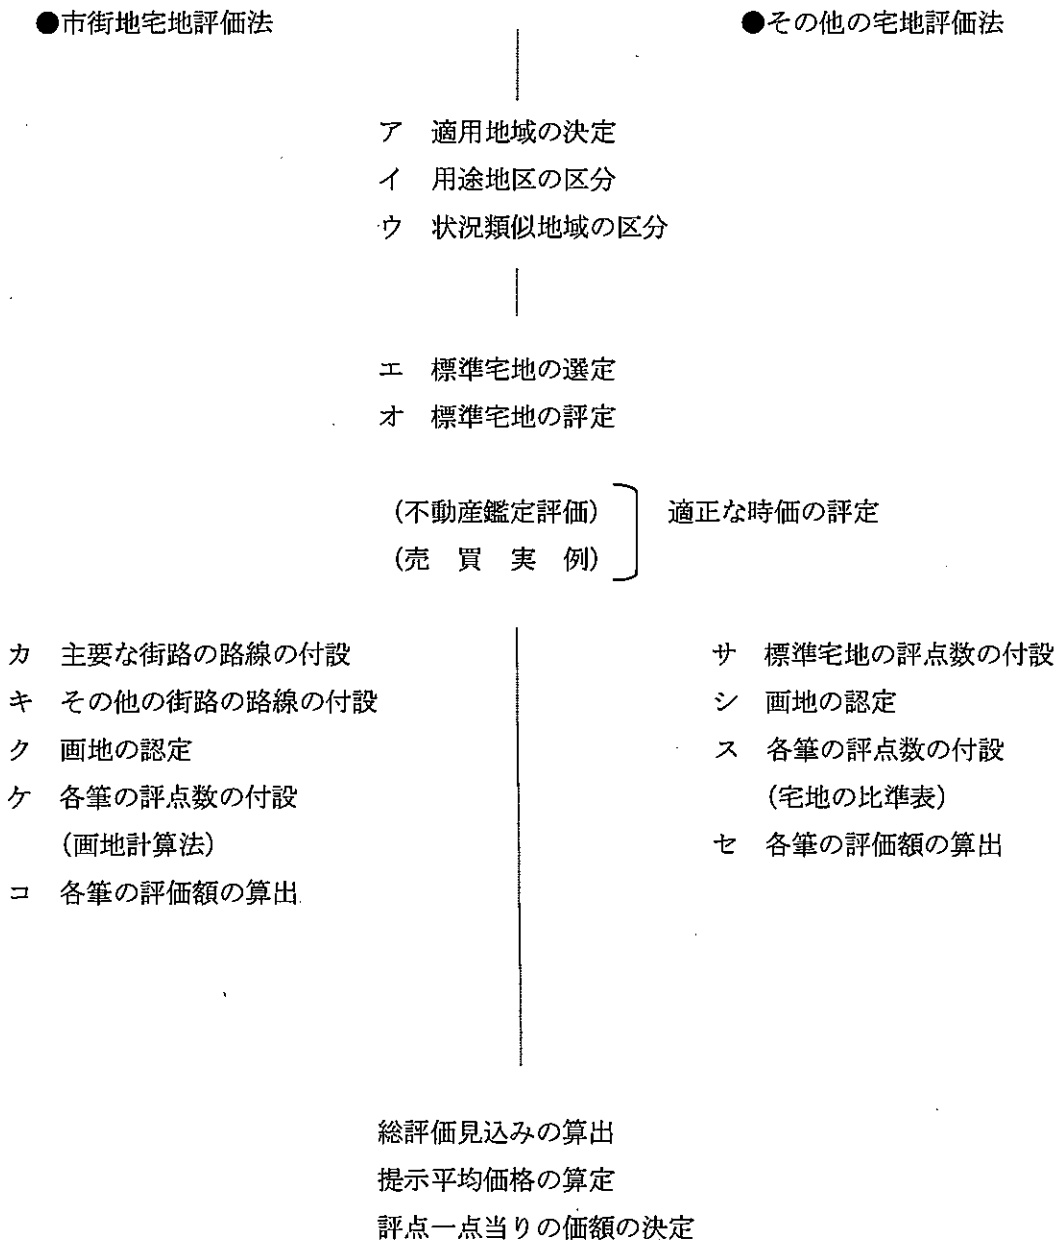 ●市街地宅地評価法
●その他の宅地評価法
ア 適用地域の決定
イ 用途地区の区分
ウ 状況類似地域の区分
エ 標準宅地の選定
オ 標準宅地の評定
(不動産鑑定評価)
(売 買 実 例)
適正な時価の評定
カ 主要な街路の路線の付設
キ その他の街路の路線の付設
ク 画地の認定
ケ 各筆の評点数の付設
(画地計算法)
コ 各筆の評価額の算出
サ 標準宅地の評点数の付設
シ 画地の認定
ス 各筆の評点数の付設
(宅地の比準表)
セ 各筆の評価額の算出
総評価見込みの算出
提示平均価格の算定
評点一点当りの価額の決定